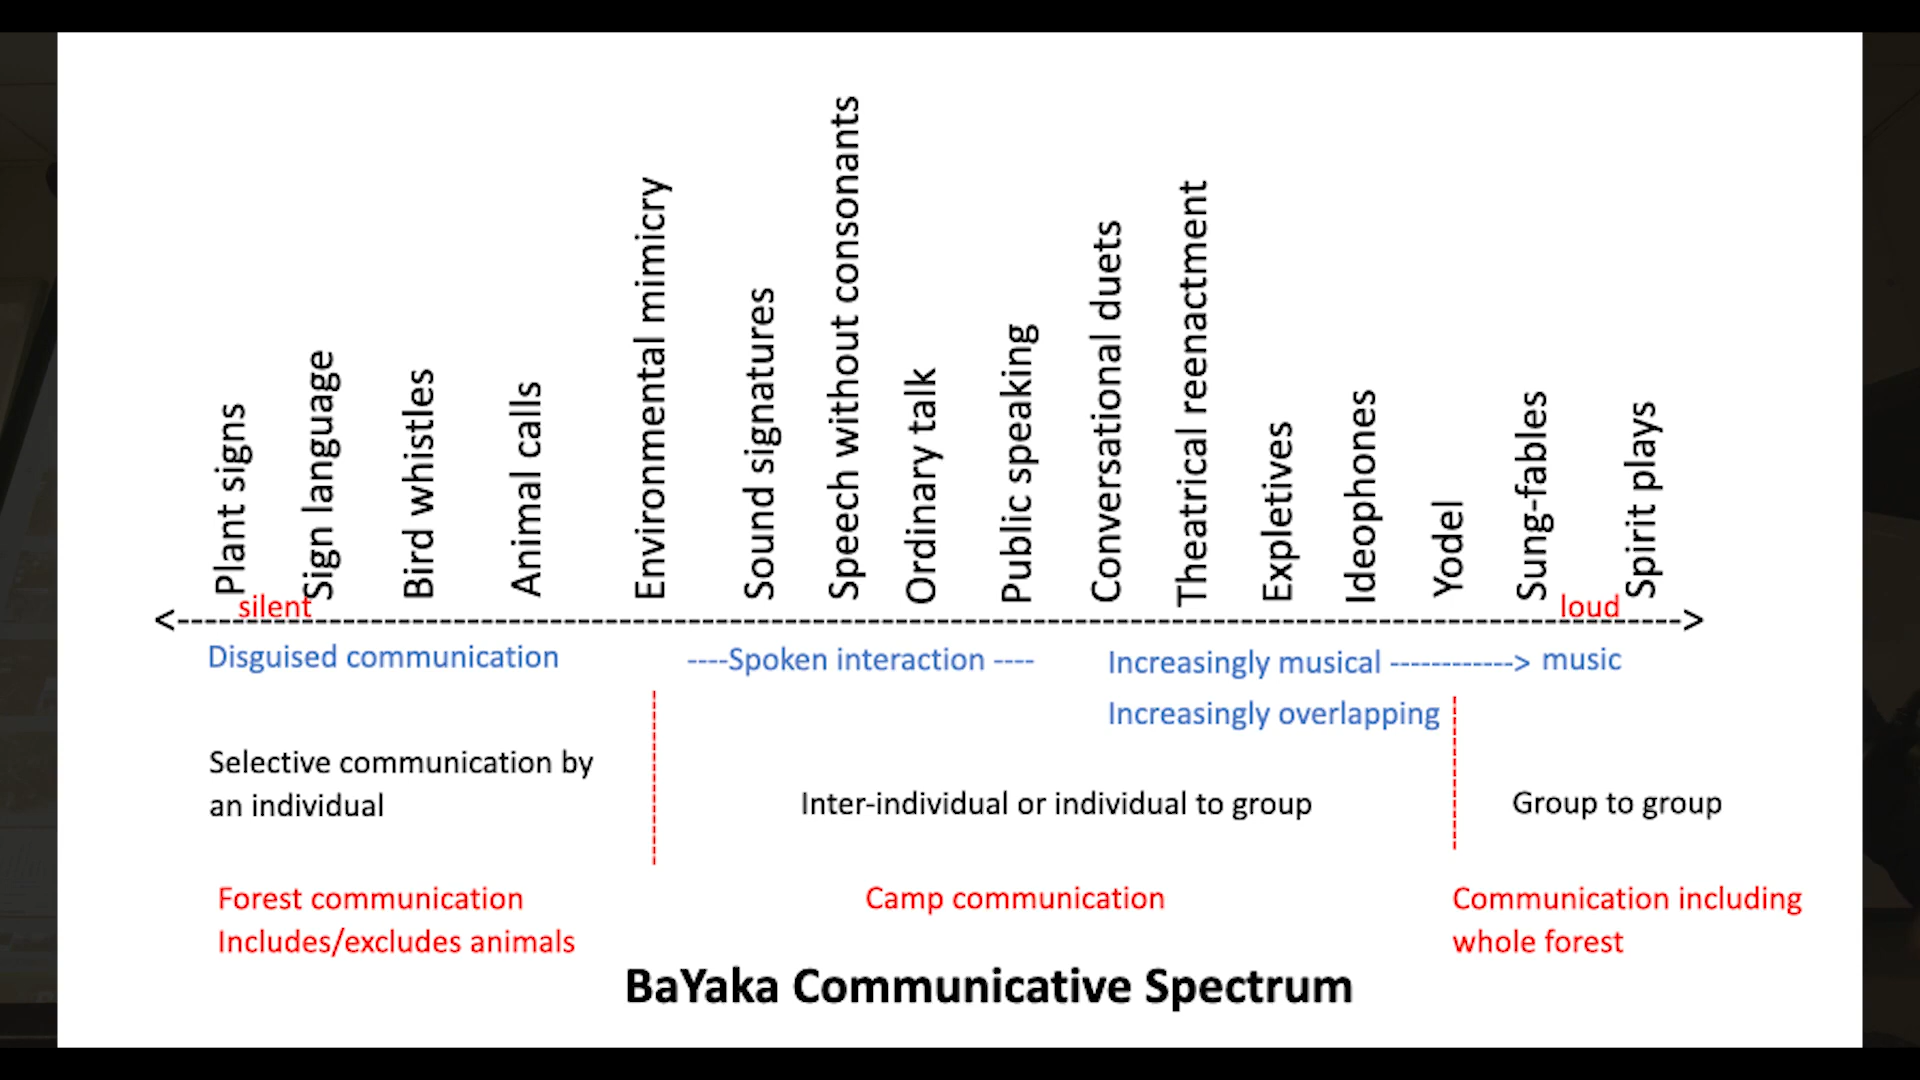 Plant signs
Sign language
Bird whistles
Animal calls
Environmental mimicry
Sound signatures
Speech without consonants
Ordinary talk
Public speaking
Conversational duets
Theatrical reenactment
Expletives
Ideophones
Yodel
Sung-fables
Spirit plays
silent
loud
<---------------------------------------------------------------->
Disguised communication
----Spoken interaction ----
Increasingly musical ------------> music
Increasingly overlapping
Selective communication by
an individual
Inter-individual or individual to group
Group to group
Forest communication
Includes/excludes animals
Camp communication
Communication including
whole forest
BaYaka Communicative Spectrum